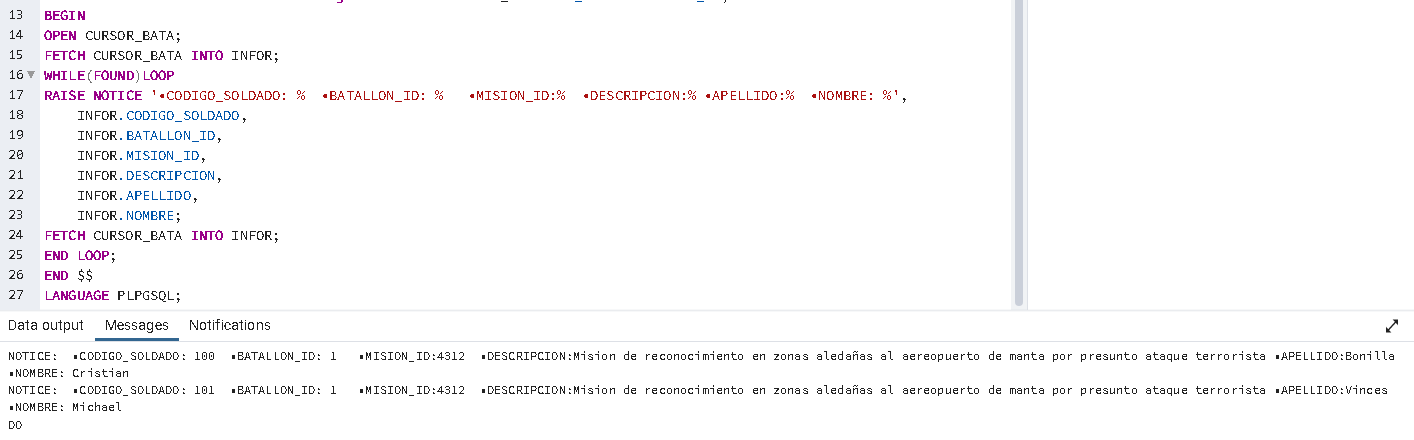 13 BEGIN
14 OPEN CURSOR_BATA;
15 FETCH CURSOR_BATA INTO INFOR;
16 WHILE(FOUND)LOOP
17 RAISE NOTICE '▪CODIGO_SOLDADO: %  ▪BATALLON_ID: %   ▪MISION_ID:%  ▪DESCRIPCION:% ▪APELLIDO:%  ▪NOMBRE: %',
18     INFOR.CODIGO_SOLDADO,
19     INFOR.BATALLON_ID,
20     INFOR.MISION_ID,
21     INFOR.DESCRIPCION,
22     INFOR.APELLIDO,
23     INFOR.NOMBRE;
24 FETCH CURSOR_BATA INTO INFOR;
25 END LOOP;
26 END $$
27 LANGUAGE PLPGSQL;
Data output Messages Notifications
NOTICE:  ▪CODIGO_SOLDADO: 100  ▪BATALLON_ID: 1   ▪MISION_ID:4312  ▪DESCRIPCION:Mision de reconocimiento en zonas aledañas al aereopuerto de manta por presunto ataque terrorista ▪APELLIDO:Bonilla
▪NOMBRE: Cristian
NOTICE:  ▪CODIGO_SOLDADO: 101  ▪BATALLON_ID: 1   ▪MISION_ID:4312  ▪DESCRIPCION:Mision de reconocimiento en zonas aledañas al aereopuerto de manta por presunto ataque terrorista ▪APELLIDO:Vinces
▪NOMBRE: Michael
DO